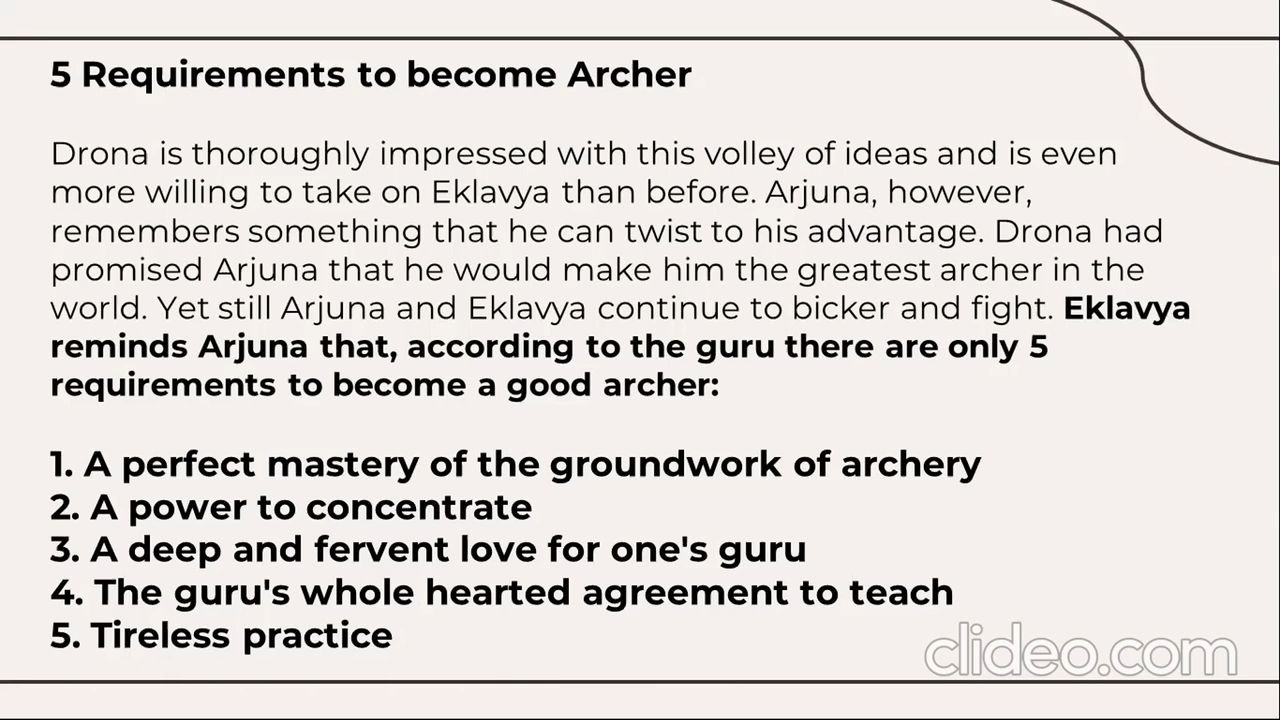 5 Requirements to become Archer
Drona is thoroughly impressed with this volley of ideas and is even
more willing to take on Eklavya than before. Arjuna, however,
remembers something that he can twist to his advantage. Drona had
promised Arjuna that he would make him the greatest archer in the
world. Yet still Arjuna and Eklavya continue to bicker and fight. Eklavya
reminds Arjuna that, according to the guru there are only 5
requirements to become a good archer:
1. A perfect mastery of the groundwork of archery
2. A power to concentrate
3. A deep and fervent love for one's guru
4. The guru's whole hearted agreement to teach
5. Tireless practice
clideo.com